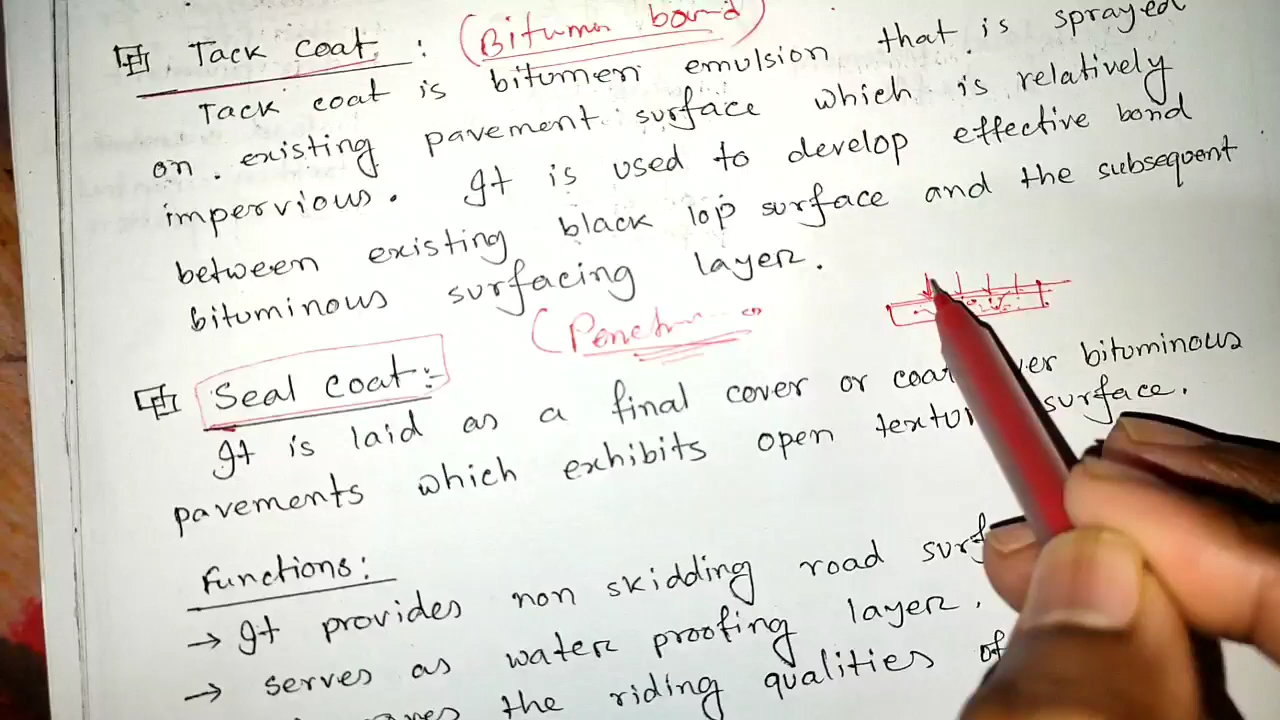 Tack coat : (Bitumen bond)
Tack coat is bitumen emulsion that is sprayed
on existing pavement surface which is relatively
impervious. It is used to develop effective bond
between existing black lop surface and the subsequent
bituminous surfacing layer.
Seal coat:-
It is laid as a final cover or coat over bituminous
pavements which exhibits open surface.
Functions:
→ It provides non skidding road
→ serves as water proofing layer.
the riding qualities of